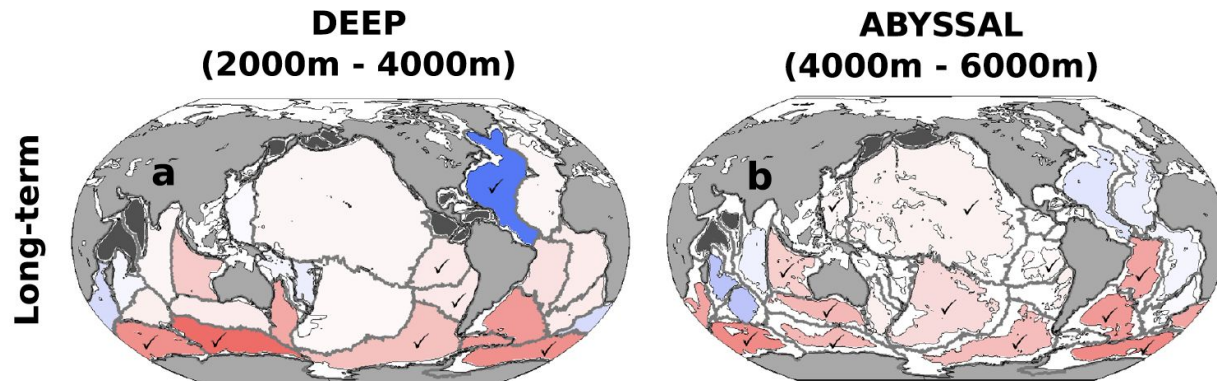 DEEP
(2000m - 4000m)
ABYSSAL
(4000m - 6000m)
Long-term
a
b